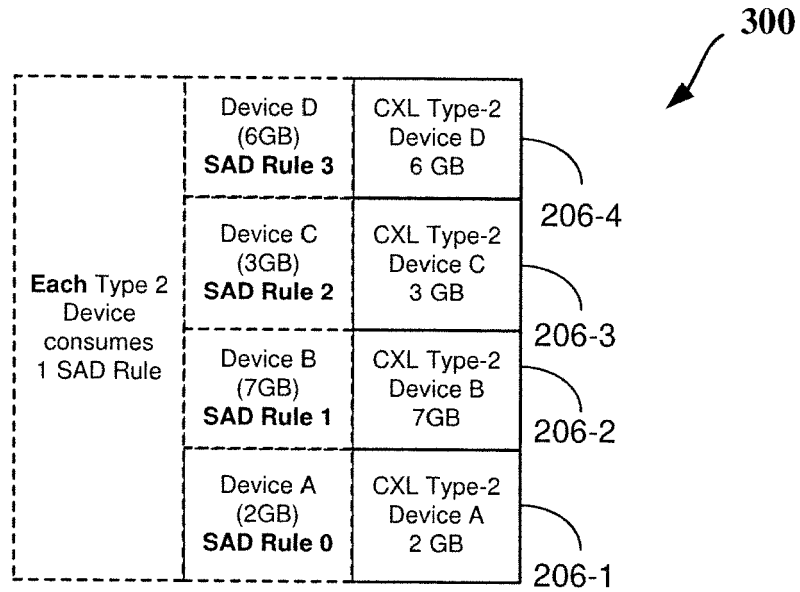 300
Device D
(6GB)
SAD Rule 3
CXL Type-2
Device D
6 GB
206-4
Device C
(3GB)
SAD Rule 2
CXL Type-2
Device C
3 GB
206-3
Each Type 2
Device
consumes
1 SAD Rule
Device B
(7GB)
SAD Rule 1
CXL Type-2
Device B
7GB
206-2
Device A
(2GB)
SAD Rule 0
CXL Type-2
Device A
2 GB
206-1